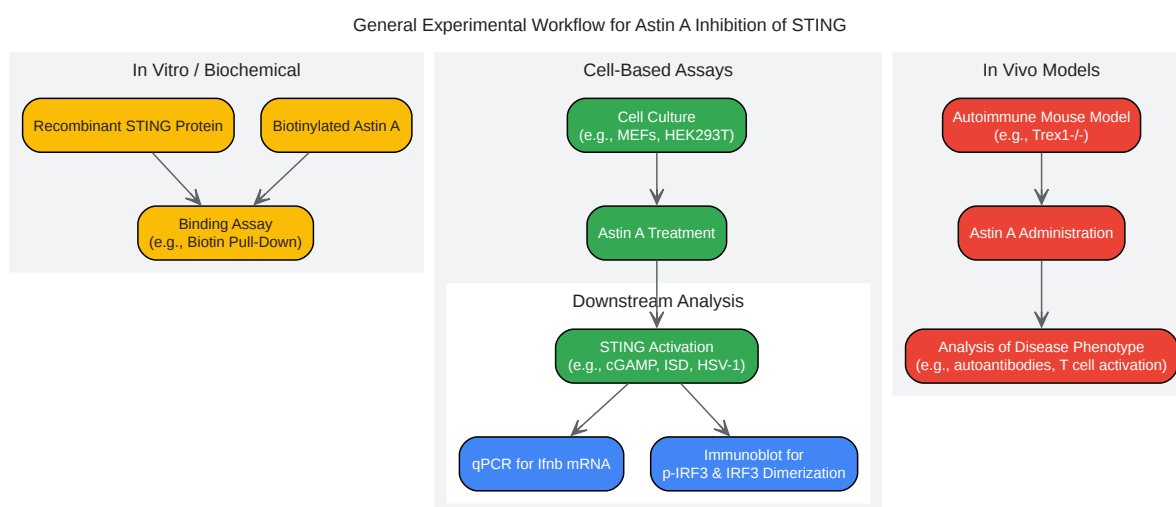 General Experimental Workflow for Astin A Inhibition of STING
In Vitro / Biochemical
Recombinant STING Protein
Biotinylated Astin A
Binding Assay
(e.g., Biotin Pull-Down)
Cell-Based Assays
Cell Culture
(e.g., MEFs, HEK293T)
Astin A Treatment
Downstream Analysis
STING Activation
(e.g., cGAMP, ISD, HSV-1)
qPCR for Ifnb mRNA
Immunoblot for
p-IRF3 & IRF3 Dimerization
In Vivo Models
Autoimmune Mouse Model
(e.g., Trex1-/-)
Astin A Administration
Analysis of Disease Phenotype
(e.g., autoantibodies, T cell activation)